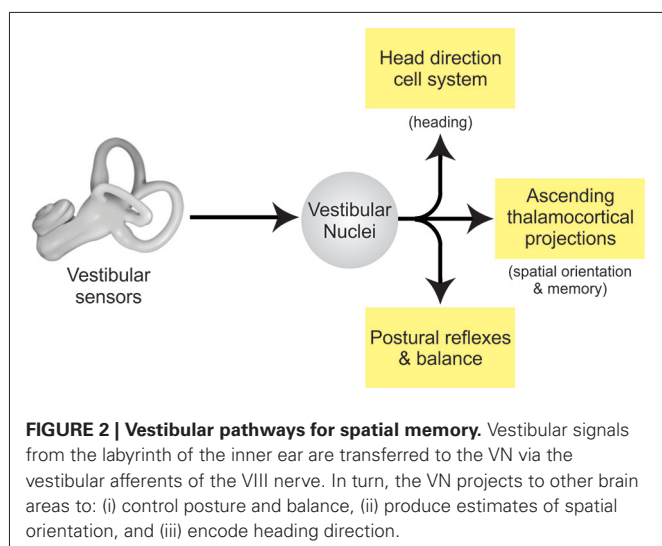 Head direction
cell system
(heading)
Vestibular
sensors
Vestibular
Nuclei
Ascending
thalamocortical
projections
(spatial orientation
& memory)
Postural reflexes
& balance
FIGURE 2 | Vestibular pathways for spatial memory. Vestibular signals
from the labyrinth of the inner ear are transferred to the VN via the
vestibular afferents of the VIII nerve. In turn, the VN projects to other brain
areas to: (i) control posture and balance, (ii) produce estimates of spatial
orientation, and (iii) encode heading direction.